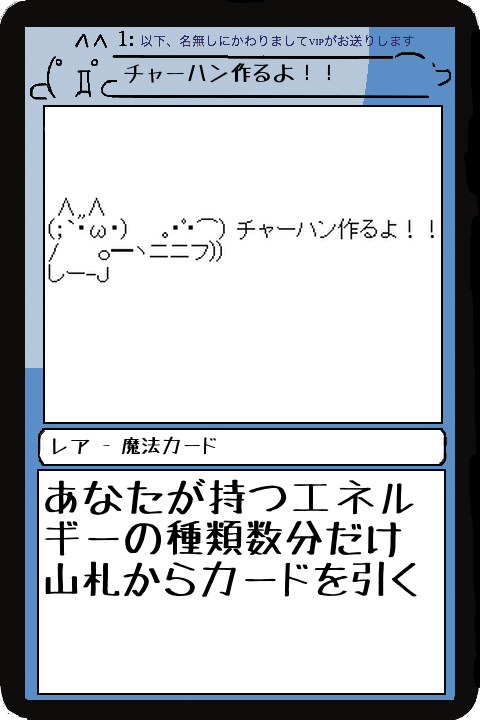 1: 以下、名無しにかわりましてVIPがお送りします
チャーハン作るよ！！
∧,,∧
(;`･ω･) ｡･ﾟ･⌒) チャーハン作るよ！！
/ o━ヽニニフ))
しー-J
レア - 魔法カード
あなたが持つエネル
ギーの種類数分だけ
山札からカードを引く